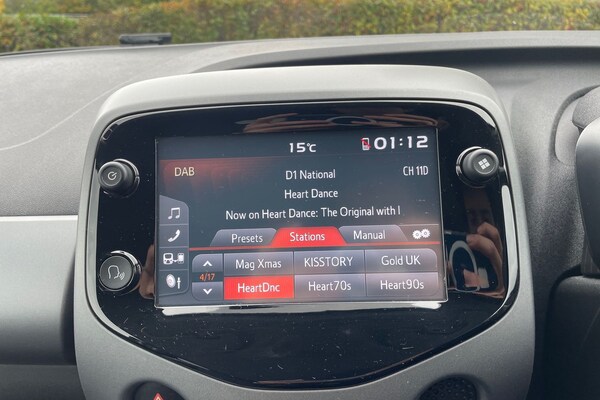 15°C 01:12
DAB D1 National CH 11D
Heart Dance
Now on Heart Dance: The Original with I
Presets Stations Manual
Mag Xmas KISSTORY Gold UK
4/17
HeartDnc Heart70s Heart90s